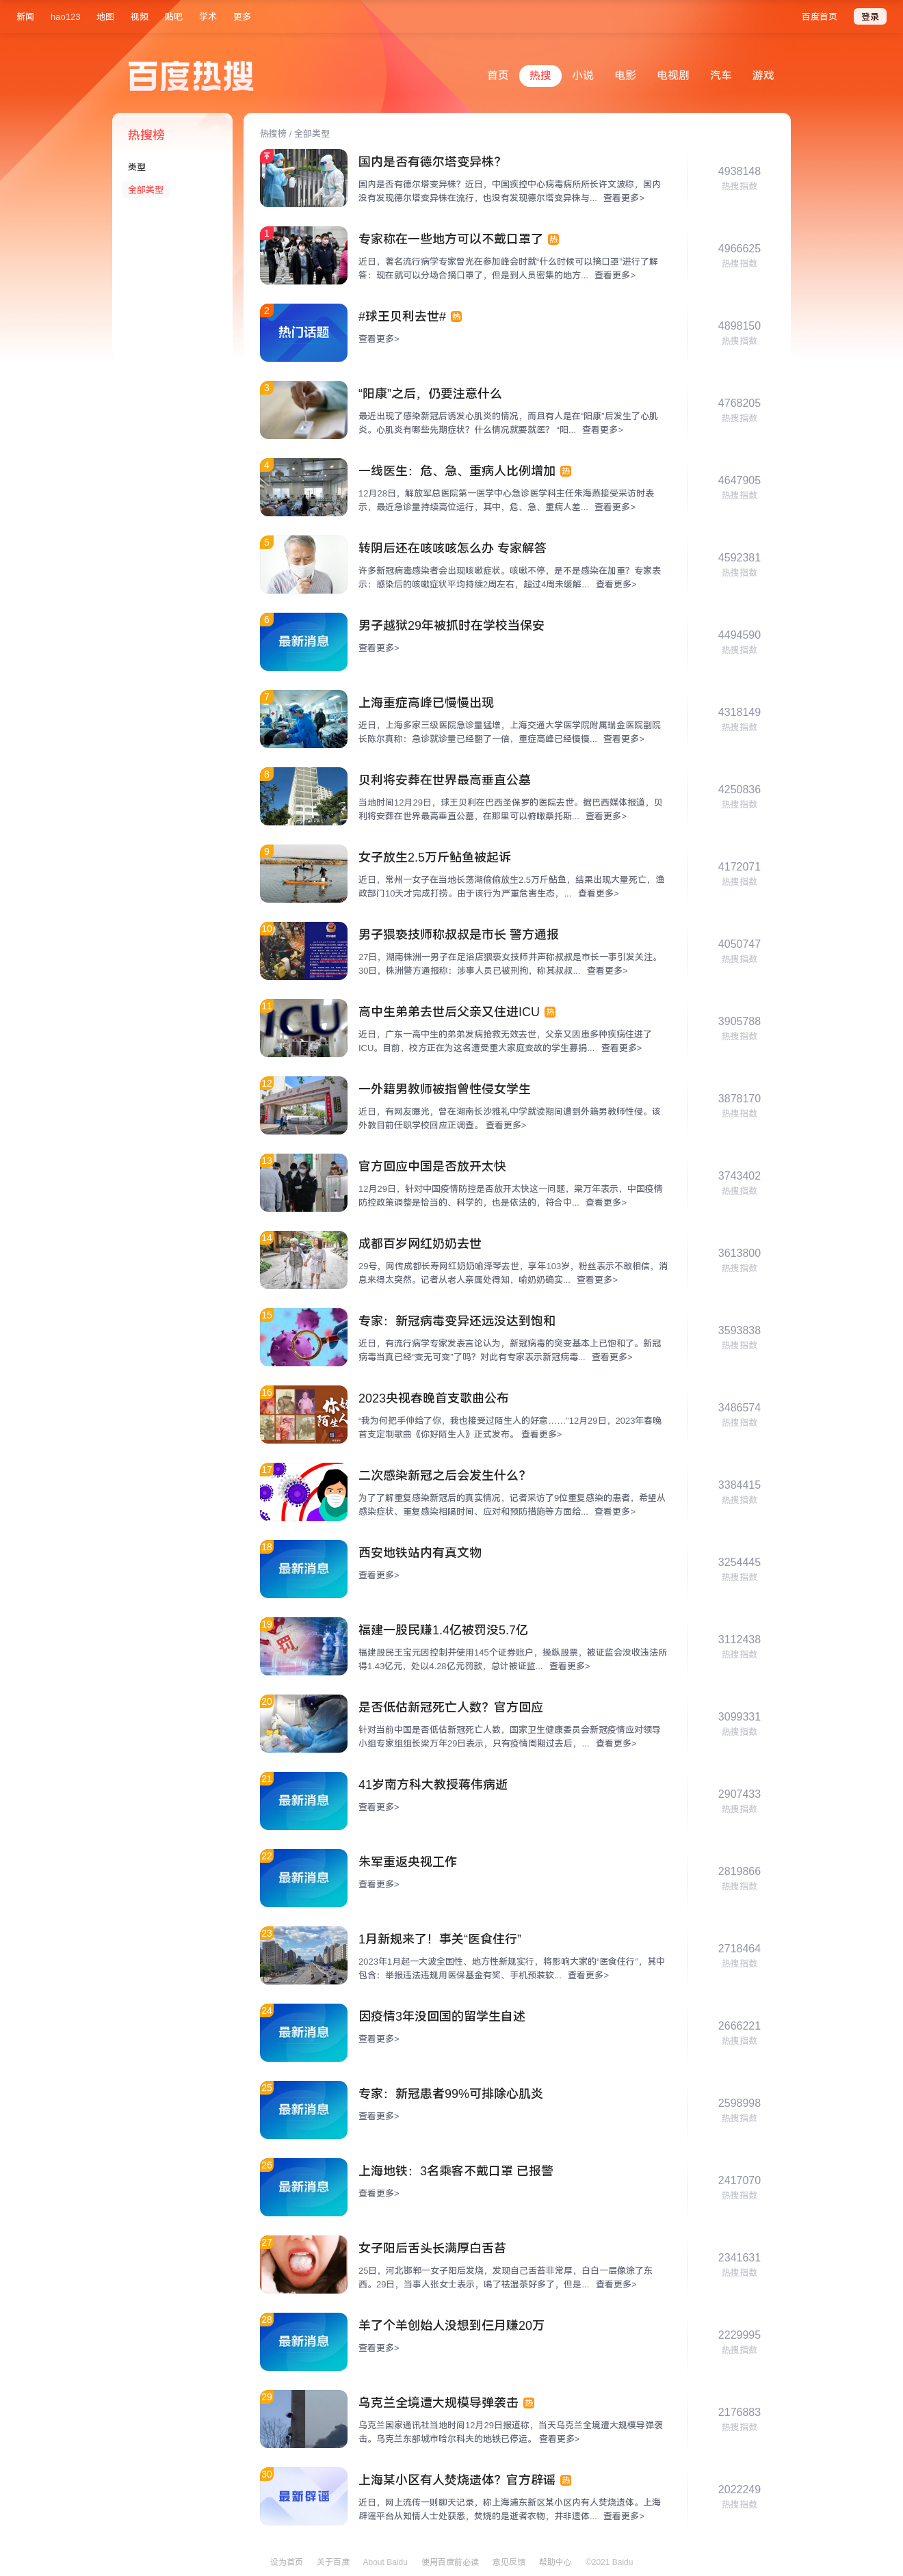 新闻 hao123 地图 视频 贴吧 学术 更多 百度首页 登录
百度热搜
首页 热搜 小说 电影 电视剧 汽车 游戏
热搜榜
类型
全部类型
热搜榜 / 全部类型
国内是否有德尔塔变异株？
国内是否有德尔塔变异株？近日，中国疾控中心病毒病所所长许文波称，国内
没有发现德尔塔变异株在流行，也没有发现德尔塔变异株与... 查看更多>
4938148
热搜指数
1
专家称在一些地方可以不戴口罩了 热
近日，著名流行病学专家曾光在参加峰会时就“什么时候可以摘口罩”进行了解
答：现在就可以分场合摘口罩了，但是到人员密集的地方... 查看更多>
4966625
热搜指数
2
热门话题
#球王贝利去世# 热
查看更多>
4898150
热搜指数
3
“阳康”之后，仍要注意什么
最近出现了感染新冠后诱发心肌炎的情况，而且有人是在“阳康”后发生了心肌
炎。心肌炎有哪些先期症状？什么情况就要就医？ “阳... 查看更多>
4768205
热搜指数
4
一线医生：危、急、重病人比例增加 热
12月28日，解放军总医院第一医学中心急诊医学科主任朱海燕接受采访时表
示，最近急诊量持续高位运行，其中，危、急、重病人差... 查看更多>
4647905
热搜指数
5
转阴后还在咳咳咳怎么办 专家解答
许多新冠病毒感染者会出现咳嗽症状。咳嗽不停，是不是感染在加重？专家表
示：感染后的咳嗽症状平均持续2周左右，超过4周未缓解... 查看更多>
4592381
热搜指数
6
最新消息
男子越狱29年被抓时在学校当保安
查看更多>
4494590
热搜指数
7
上海重症高峰已慢慢出现
近日，上海多家三级医院急诊量猛增，上海交通大学医学院附属瑞金医院副院
长陈尔真称：急诊就诊量已经翻了一倍，重症高峰已经慢慢... 查看更多>
4318149
热搜指数
8
贝利将安葬在世界最高垂直公墓
当地时间12月29日，球王贝利在巴西圣保罗的医院去世。据巴西媒体报道，贝
利将安葬在世界最高垂直公墓，在那里可以俯瞰桑托斯... 查看更多>
4250836
热搜指数
9
女子放生2.5万斤鲇鱼被起诉
近日，常州一女子在当地长荡湖偷偷放生2.5万斤鲇鱼，结果出现大量死亡，渔
政部门10天才完成打捞。由于该行为严重危害生态，... 查看更多>
4172071
热搜指数
10
男子猥亵技师称叔叔是市长 警方通报
27日，湖南株洲一男子在足浴店猥亵女技师并声称叔叔是市长一事引发关注。
30日，株洲警方通报称：涉事人员已被刑拘，称其叔叔... 查看更多>
4050747
热搜指数
11
ICU
高中生弟弟去世后父亲又住进ICU 热
近日，广东一高中生的弟弟发病抢救无效去世，父亲又因患多种疾病住进了
ICU。目前，校方正在为这名遭受重大家庭变故的学生募捐... 查看更多>
3905788
热搜指数
12
一外籍男教师被指曾性侵女学生
近日，有网友曝光，曾在湖南长沙雅礼中学就读期间遭到外籍男教师性侵。该
外教目前任职学校回应正调查。 查看更多>
3878170
热搜指数
13
官方回应中国是否放开太快
12月29日，针对中国疫情防控是否放开太快这一问题，梁万年表示，中国疫情
防控政策调整是恰当的、科学的，也是依法的，符合中... 查看更多>
3743402
热搜指数
14
成都百岁网红奶奶去世
29号，网传成都长寿网红奶奶喻泽琴去世，享年103岁，粉丝表示不敢相信，消
息来得太突然。记者从老人亲属处得知，喻奶奶确实... 查看更多>
3613800
热搜指数
15
专家：新冠病毒变异还远没达到饱和
近日，有流行病学专家发表言论认为，新冠病毒的突变基本上已饱和了。新冠
病毒当真已经“变无可变”了吗？对此有专家表示新冠病毒... 查看更多>
3593838
热搜指数
16
你好
陌生人
2023央视春晚首支歌曲公布
“我为何把手伸给了你，我也接受过陌生人的好意……”12月29日，2023年春晚
首支定制歌曲《你好陌生人》正式发布。 查看更多>
3486574
热搜指数
17
二次感染新冠之后会发生什么？
为了了解重复感染新冠后的真实情况，记者采访了9位重复感染的患者，希望从
感染症状、重复感染相隔时间、应对和预防措施等方面给... 查看更多>
3384415
热搜指数
18
最新消息
西安地铁站内有真文物
查看更多>
3254445
热搜指数
19
罚
福建一股民赚1.4亿被罚没5.7亿
福建股民王宝元因控制并使用145个证券账户，操纵股票，被证监会没收违法所
得1.43亿元，处以4.28亿元罚款，总计被证监... 查看更多>
3112438
热搜指数
20
是否低估新冠死亡人数？官方回应
针对当前中国是否低估新冠死亡人数，国家卫生健康委员会新冠疫情应对领导
小组专家组组长梁万年29日表示，只有疫情周期过去后，... 查看更多>
3099331
热搜指数
21
最新消息
41岁南方科大教授蒋伟病逝
查看更多>
2907433
热搜指数
22
最新消息
朱军重返央视工作
查看更多>
2819866
热搜指数
23
1月新规来了！事关“医食住行”
2023年1月起一大波全国性、地方性新规实行，将影响大家的“医食住行”，其中
包含：举报违法违规用医保基金有奖、手机预装软... 查看更多>
2718464
热搜指数
24
最新消息
因疫情3年没回国的留学生自述
查看更多>
2666221
热搜指数
25
最新消息
专家：新冠患者99%可排除心肌炎
查看更多>
2598998
热搜指数
26
最新消息
上海地铁：3名乘客不戴口罩 已报警
查看更多>
2417070
热搜指数
27
女子阳后舌头长满厚白舌苔
25日，河北邯郸一女子阳后发烧，发现自己舌苔非常厚，白白一层像涂了东
西。29日，当事人张女士表示，喝了祛湿茶好多了，但是... 查看更多>
2341631
热搜指数
28
最新消息
羊了个羊创始人没想到仨月赚20万
查看更多>
2229995
热搜指数
29
乌克兰全境遭大规模导弹袭击 热
乌克兰国家通讯社当地时间12月29日报道称，当天乌克兰全境遭大规模导弹袭
击。乌克兰东部城市哈尔科夫的地铁已停运。 查看更多>
2176883
热搜指数
30
最新辟谣
上海某小区有人焚烧遗体？官方辟谣 热
近日，网上流传一则聊天记录，称上海浦东新区某小区内有人焚烧遗体。上海
辟谣平台从知情人士处获悉，焚烧的是逝者衣物，并非遗体... 查看更多>
2022249
热搜指数
设为首页 关于百度 About Baidu 使用百度前必读 意见反馈 帮助中心 ©2021 Baidu